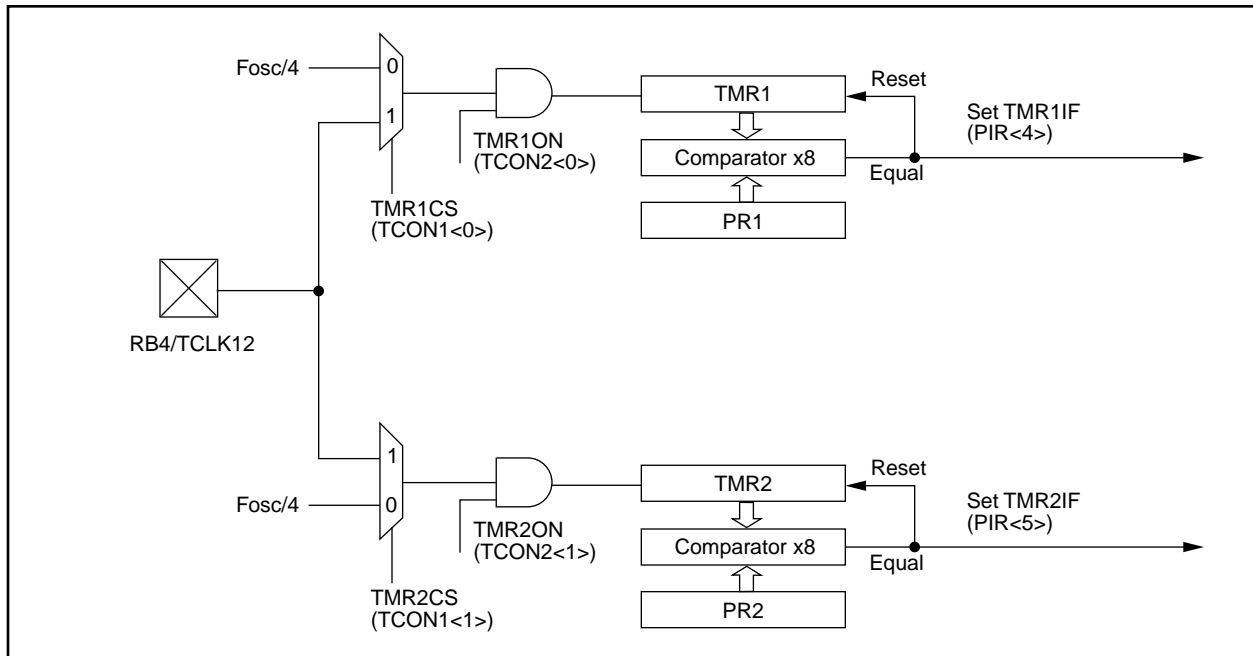 Fosc/4
0
1
TMR1ON
(TCON2<0>)
TMR1CS
(TCON1<0>)
TMR1
Comparator x8
PR1
Reset
Equal
Set TMR1IF
(PIR<4>)
RB4/TCLK12
1
0
Fosc/4
TMR2ON
(TCON2<1>)
TMR2CS
(TCON1<1>)
TMR2
Comparator x8
PR2
Reset
Equal
Set TMR2IF
(PIR<5>)